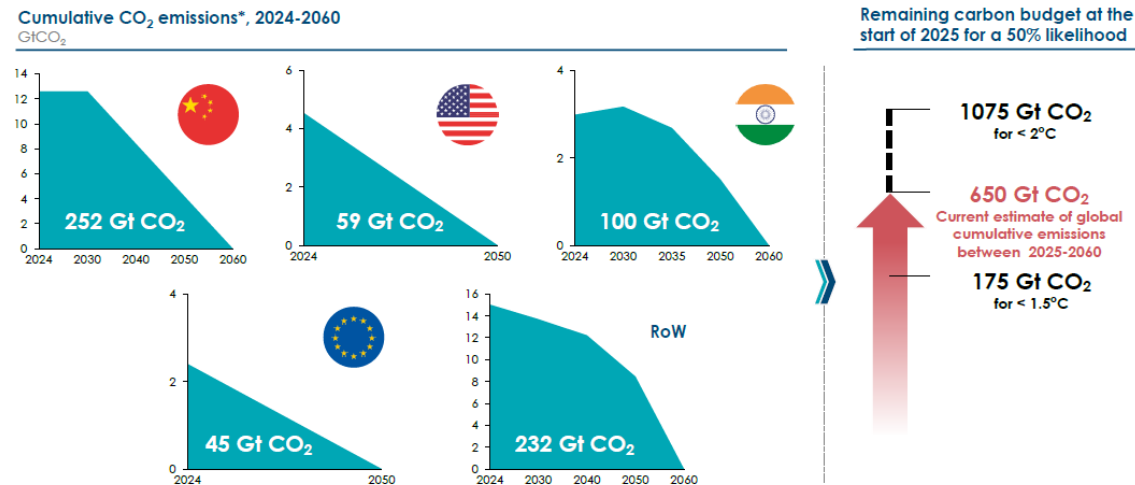 Cumulative CO₂ emissions*, 2024-2060
GtCO₂
Remaining carbon budget at the
start of 2025 for a 50% likelihood
14
12
10
8
6
4
2
0
252 Gt CO₂
2024 2030 2040 2050 2060
6
4
2
0
59 Gt CO₂
2024 2050
4
2
0
100 Gt CO₂
2024 2030 2035 2050 2060
4
2
0
45 Gt CO₂
2024 2050
16
14
12
10
8
6
4
2
0
RoW
232 Gt CO₂
2024 2030 2040 2050 2060
1075 Gt CO₂
for < 2°C
650 Gt CO₂
Current estimate of global
cumulative emissions
between 2025-2060
175 Gt CO₂
for < 1.5°C